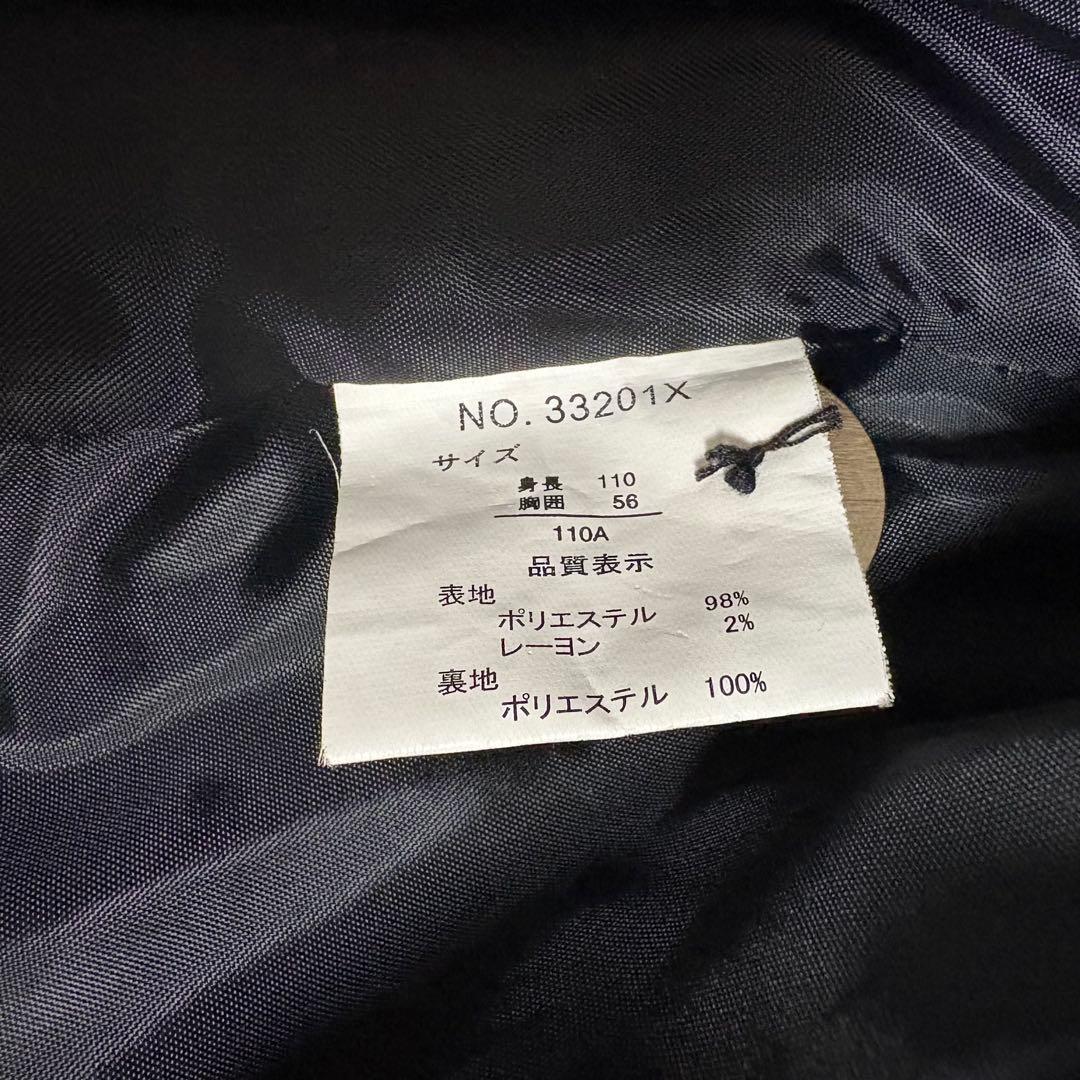 NO. 33201X
サイズ
身長 110
胸囲 56
110A
品質表示
表地
ポリエステル 98%
レーヨン 2%
裏地
ポリエステル 100%